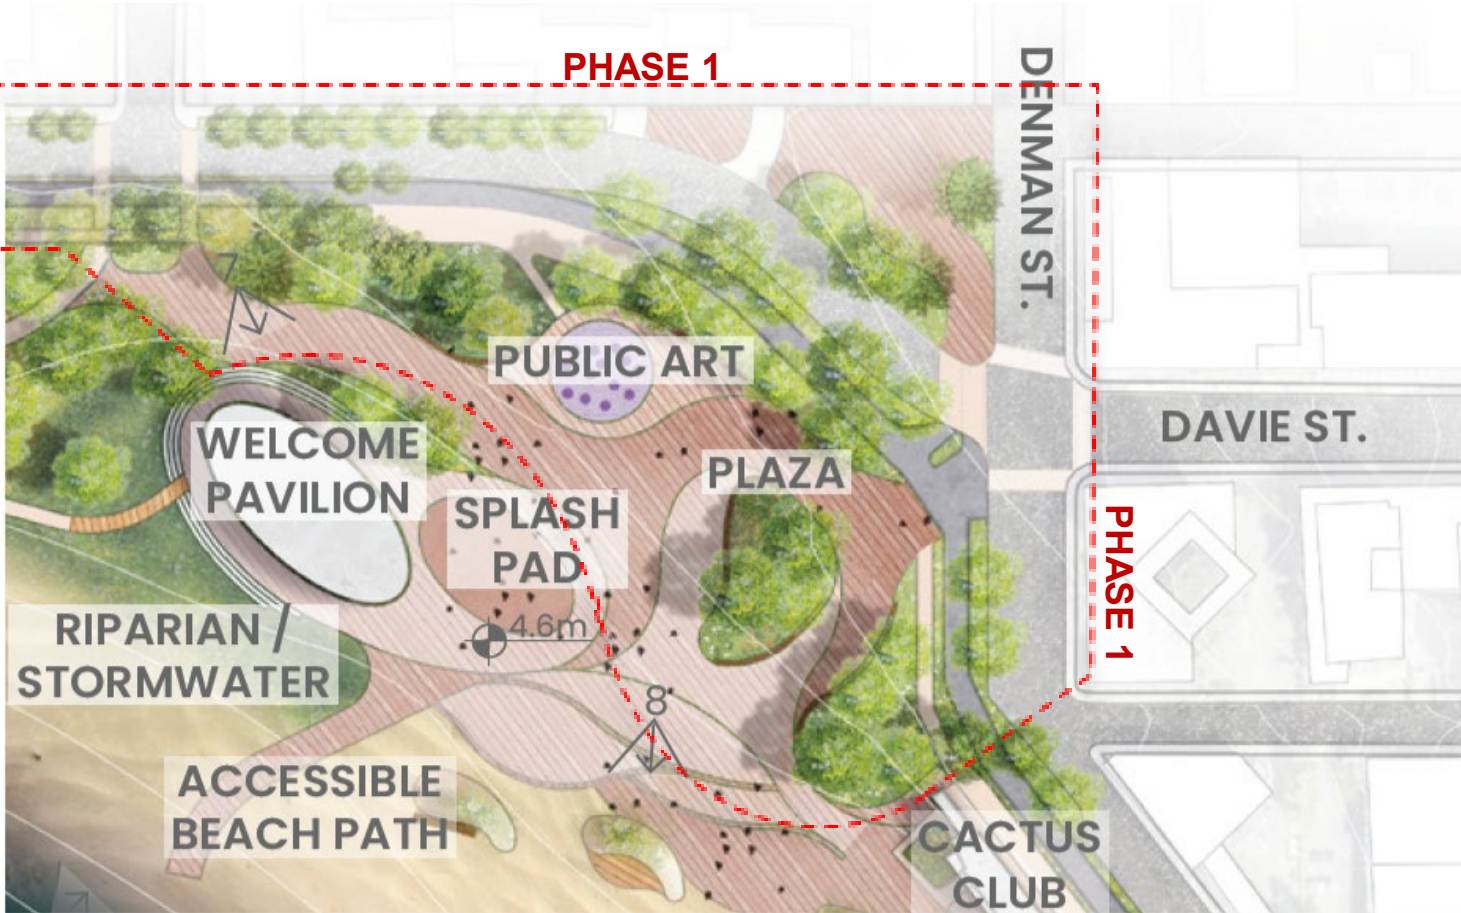 PHASE 1
DENMAN ST.
PUBLIC ART
DAVIE ST.
WELCOME
PAVILION
PLAZA
SPLASH
PAD
PHASE 1
4.6m
RIPARIAN /
STORMWATER
8
ACCESSIBLE
BEACH PATH
CACTUS
CLUB